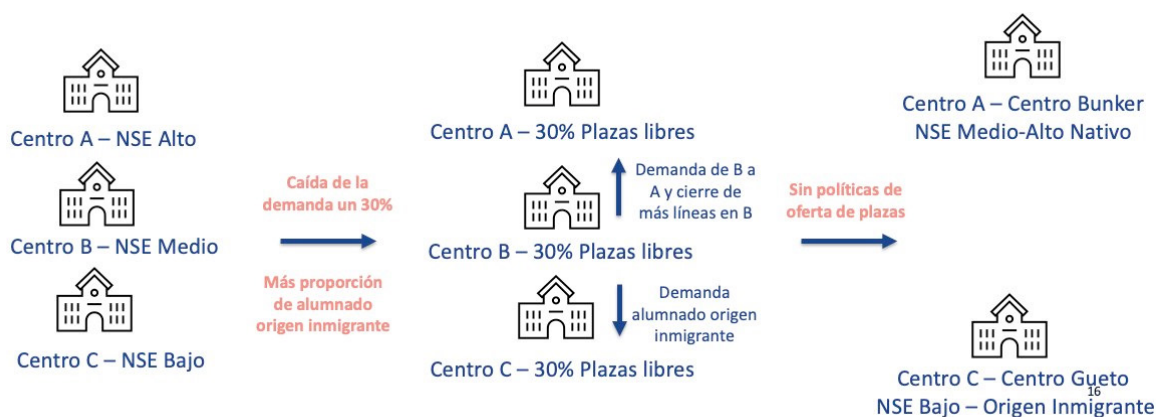 Centro A – NSE Alto
Centro B – NSE Medio
Centro C – NSE Bajo
Caída de la
demanda un 30%
Más proporción
de alumnado
origen inmigrante
Centro A – 30% Plazas libres
Demanda de B a
A y cierre de
más líneas en B
Centro B – 30% Plazas libres
Demanda
alumnado origen
inmigrante
Centro C – 30% Plazas libres
Sin políticas de
oferta de plazas
Centro A – Centro Bunker
NSE Medio-Alto Nativo
Centro C – Centro Gueto
NSE Bajo – Origen Inmigrante
16